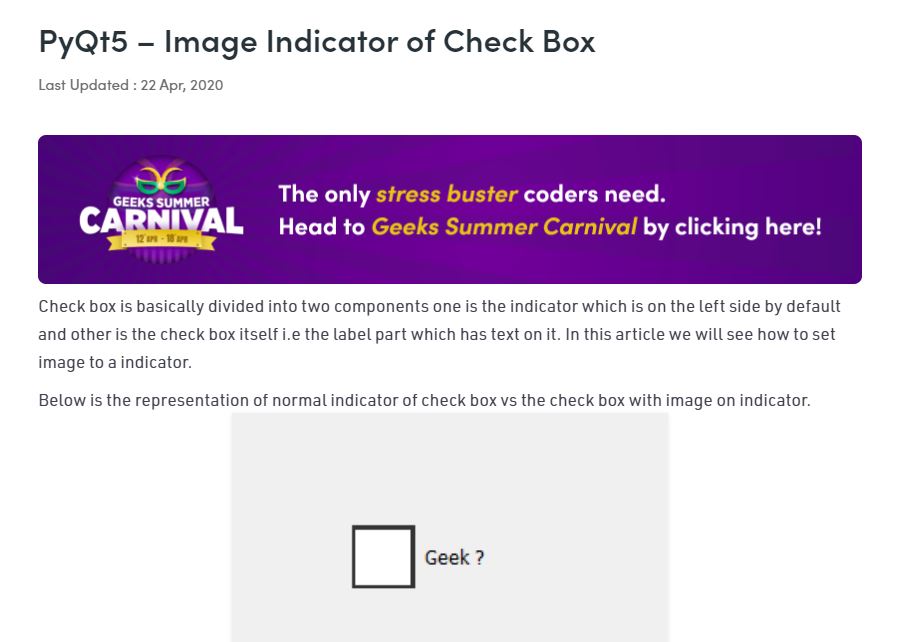 PyQt5 – Image Indicator of Check Box
Last Updated : 22 Apr, 2020
GEEKS SUMMER
CARNIVAL
12 APR - 18 APR
The only stress buster coders need.
Head to Geeks Summer Carnival by clicking here!
Check box is basically divided into two components one is the indicator which is on the left side by default
and other is the check box itself i.e the label part which has text on it. In this article we will see how to set
image to a indicator.
Below is the representation of normal indicator of check box vs the check box with image on indicator.
Geek ?